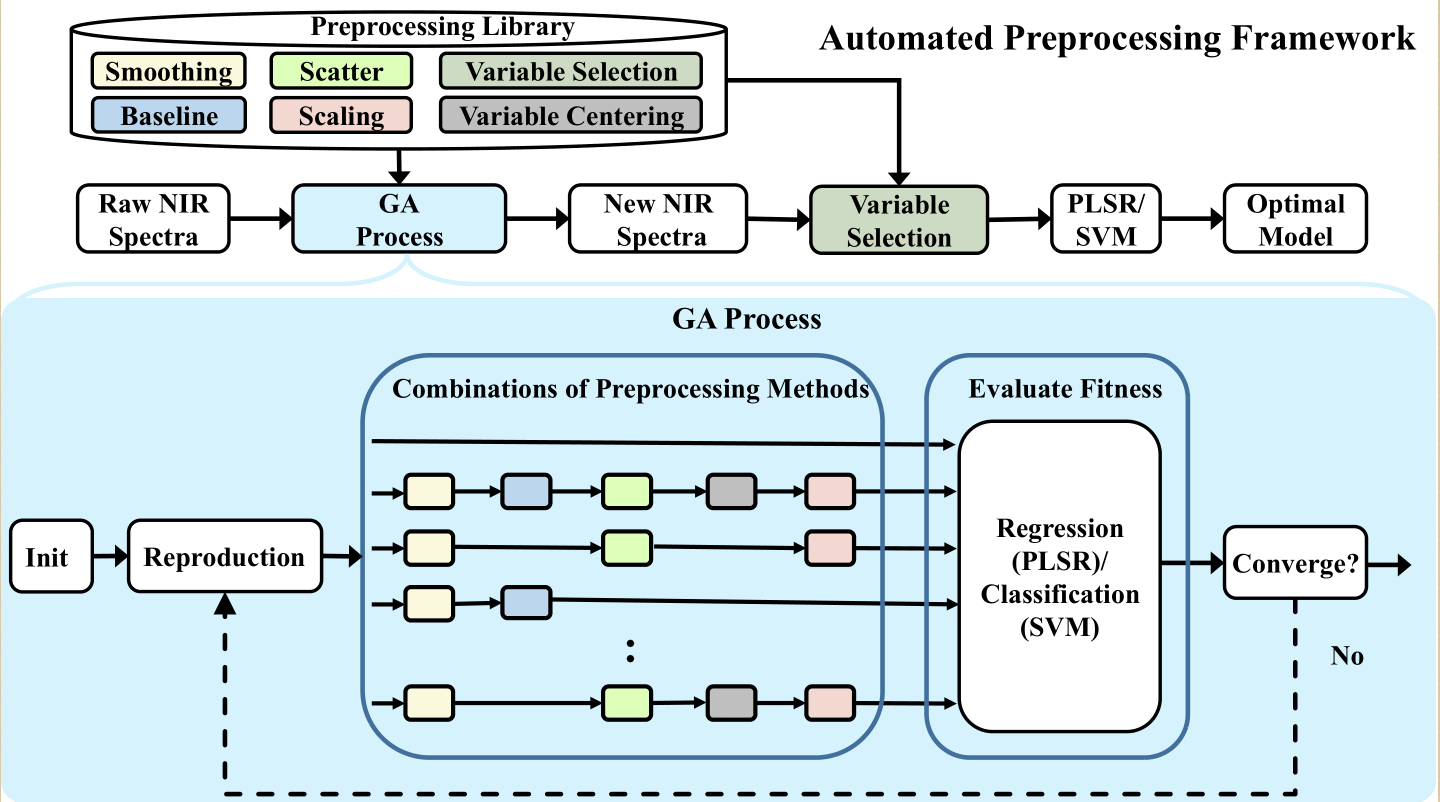 Preprocessing Library
Automated Preprocessing Framework
Smoothing
Scatter
Variable Selection
Baseline
Scaling
Variable Centering
Raw NIR
Spectra
GA
Process
New NIR
Spectra
Variable
Selection
PLSR/
SVM
Optimal
Model
GA Process
Combinations of Preprocessing Methods
Evaluate Fitness
Init
Reproduction
:
Regression
(PLSR)/
Classification
(SVM)
Converge?
No